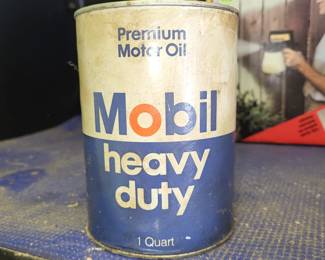 Premium
Motor Oil
Mobil
heavy
duty
1 Quart